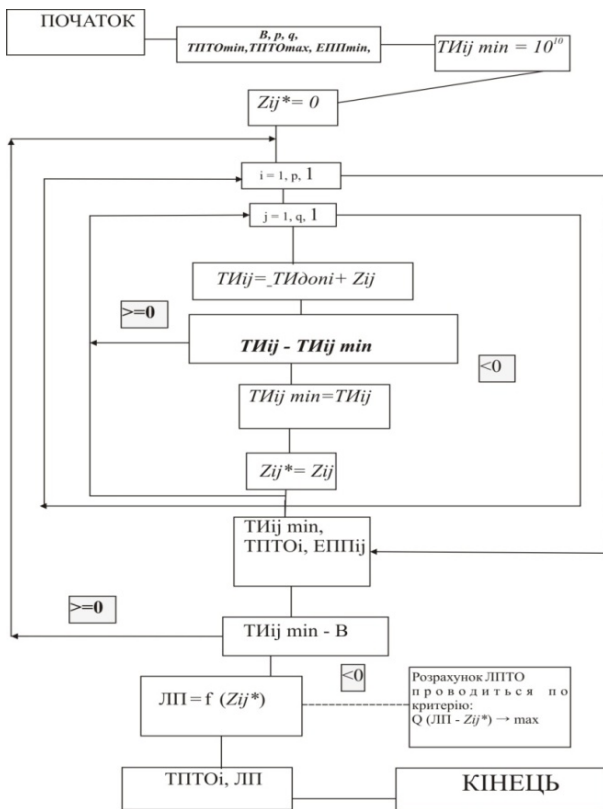 ПОЧАТОК
B, p, q,
ТПТОmin,ТПТОmax, ЕППmin,
ТИij min = 10¹⁰
Zij*= 0
i = 1, p, 1
j = 1, q, 1
ТИij=_ТИдопi+ Zij
>=0
ТИij - ТИij min
<0
ТИij min=ТИij
Zij*= Zij
ТИij min,
ТПТОi, ЕППij
>=0
ТИij min - В
<0
ЛП= f (Zij*)
Розрахунок ЛПТО
проводиться по
критерію:
Q (ЛП - Zij*) → max
ТПТОi, ЛП
КІНЕЦЬ